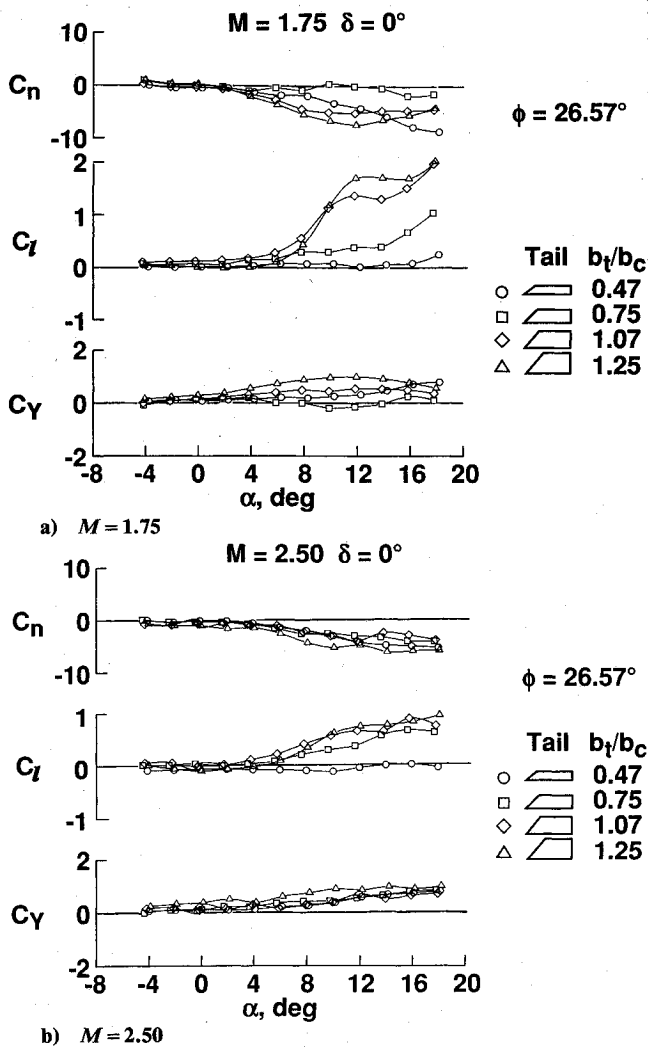 M = 1.75 δ = 0°
10
Cn
0
-10
ϕ = 26.57°
2
1
Cl
0
-1
Tail bt/bc
0.47
0.75
1.07
1.25
2
CY
0
-2
-8 -4 0 4 8 12 16 20
α, deg
a) M = 1.75
M = 2.50 δ = 0°
10
Cn
0
-10
ϕ = 26.57°
1
Cl
0
-1
Tail bt/bc
0.47
0.75
1.07
1.25
2
CY
0
-2
-8 -4 0 4 8 12 16 20
α, deg
b) M = 2.50